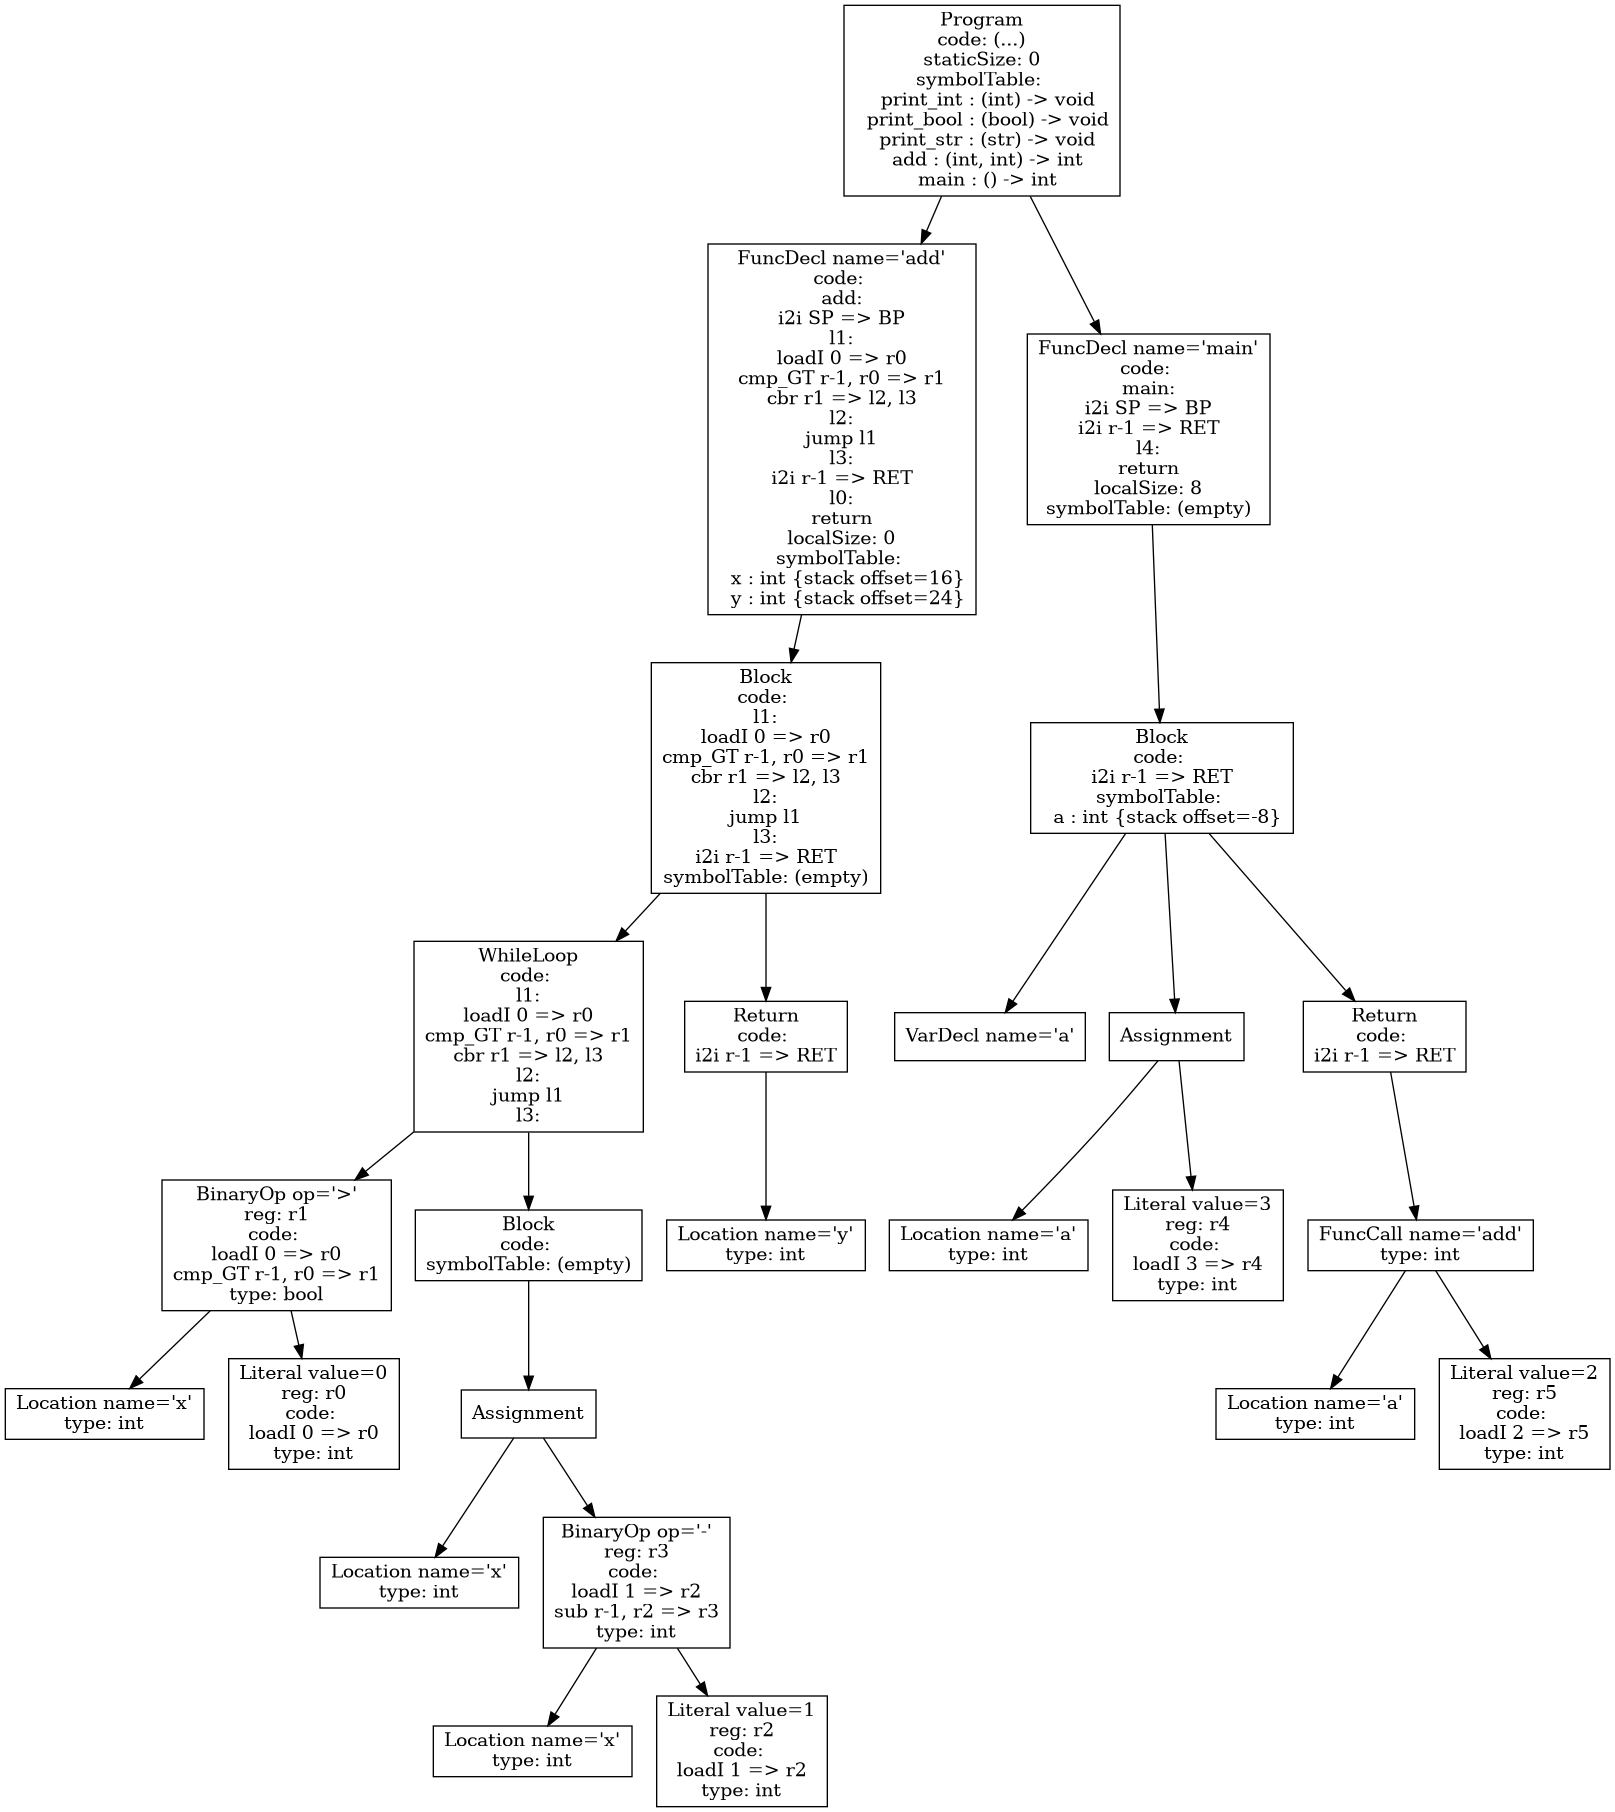 Program
code: (...)
staticSize: 0
symbolTable:
print_int : (int) -> void
print_bool : (bool) -> void
print_str : (str) -> void
add : (int, int) -> int
main : () -> int
FuncDecl name='add'
code:
add:
i2i SP => BP
l1:
loadI 0 => r0
cmp_GT r-1, r0 => r1
cbr r1 => l2, l3
l2:
jump l1
l3:
i2i r-1 => RET
l0:
return
localSize: 0
symbolTable:
x : int {stack offset=16}
y : int {stack offset=24}
FuncDecl name='main'
code:
main:
i2i SP => BP
i2i r-1 => RET
l4:
return
localSize: 8
symbolTable: (empty)
Block
code:
l1:
loadI 0 => r0
cmp_GT r-1, r0 => r1
cbr r1 => l2, l3
l2:
jump l1
l3:
i2i r-1 => RET
symbolTable: (empty)
Block
code:
i2i r-1 => RET
symbolTable:
a : int {stack offset=-8}
WhileLoop
code:
l1:
loadI 0 => r0
cmp_GT r-1, r0 => r1
cbr r1 => l2, l3
l2:
jump l1
l3:
Return
code:
i2i r-1 => RET
VarDecl name='a'
Assignment
Return
code:
i2i r-1 => RET
BinaryOp op='>'
reg: r1
code:
loadI 0 => r0
cmp_GT r-1, r0 => r1
type: bool
Block
code:
symbolTable: (empty)
Location name='y'
type: int
Location name='a'
type: int
Literal value=3
reg: r4
code:
loadI 3 => r4
type: int
FuncCall name='add'
type: int
Location name='x'
type: int
Literal value=0
reg: r0
code:
loadI 0 => r0
type: int
Assignment
Location name='a'
type: int
Literal value=2
reg: r5
code:
loadI 2 => r5
type: int
Location name='x'
type: int
BinaryOp op='-'
reg: r3
code:
loadI 1 => r2
sub r-1, r2 => r3
type: int
Location name='x'
type: int
Literal value=1
reg: r2
code:
loadI 1 => r2
type: int